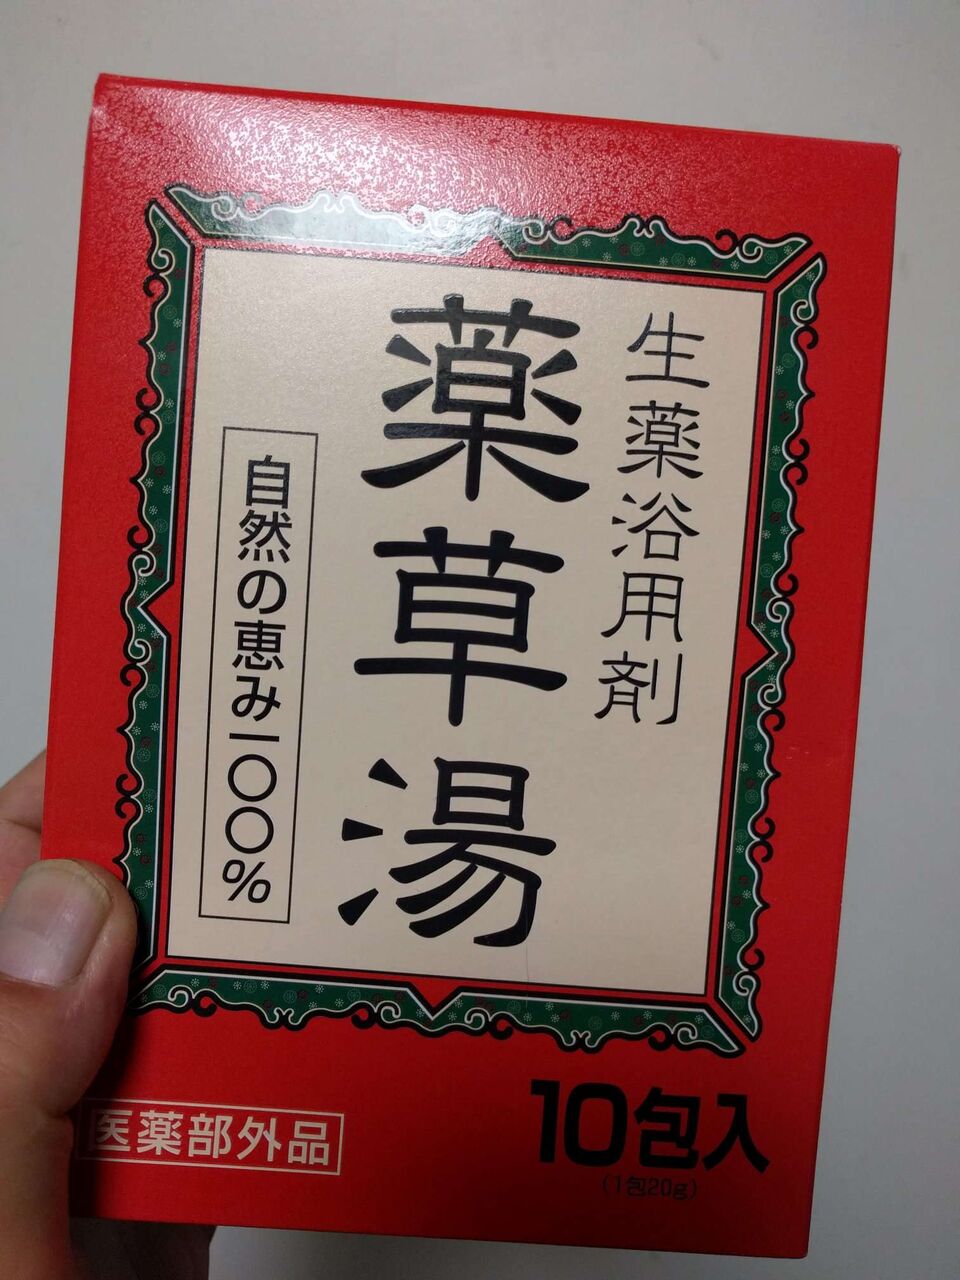 生薬浴用剤
薬草湯
自然の恵み一〇〇%
医薬部外品
10包入
(1包20g)